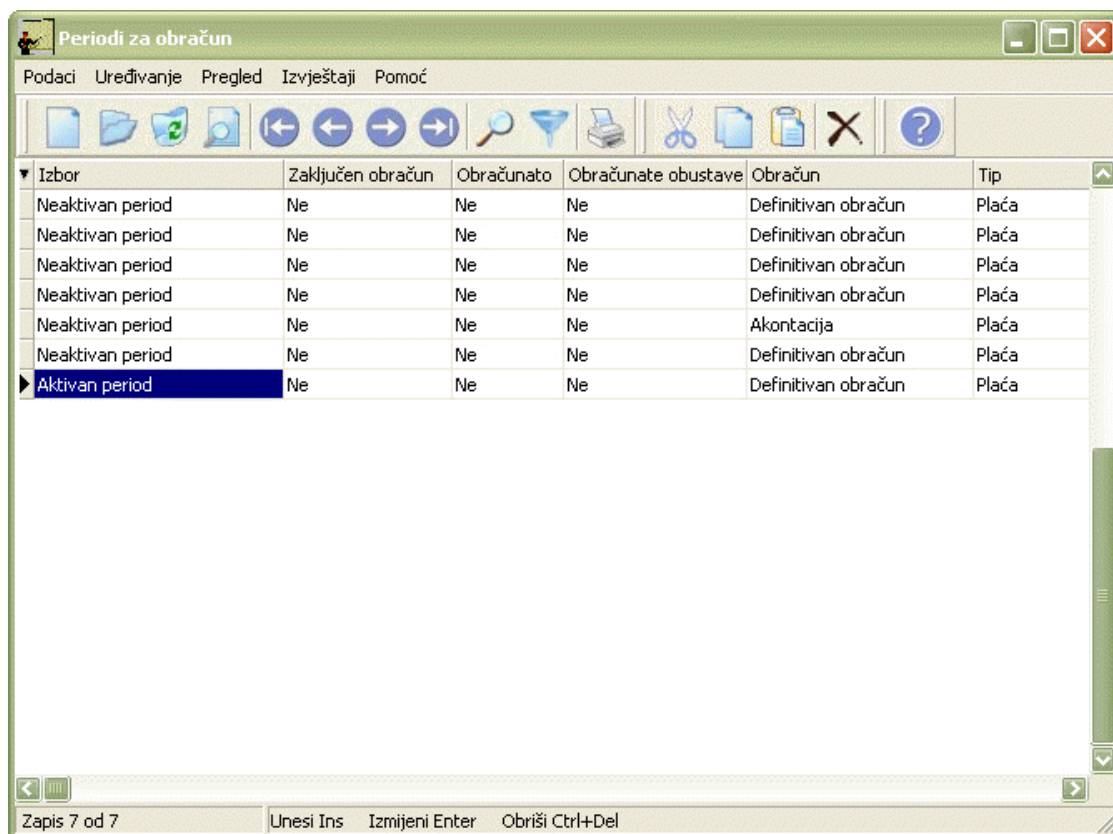 Periodi za obračun
Podaci Uređivanje Pregled Izvještaji Pomoć
Izbor Zaključen obračun Obračunato Obračunate obustave Obračun Tip
Neaktivan period Ne Ne Ne Definitivan obračun Plaća
Neaktivan period Ne Ne Ne Definitivan obračun Plaća
Neaktivan period Ne Ne Ne Definitivan obračun Plaća
Neaktivan period Ne Ne Ne Definitivan obračun Plaća
Neaktivan period Ne Ne Ne Akontacija Plaća
Neaktivan period Ne Ne Ne Definitivan obračun Plaća
Aktivan period Ne Ne Ne Definitivan obračun Plaća
Zapis 7 od 7 Unesi Ins Izmijeni Enter Obriši Ctrl+Del